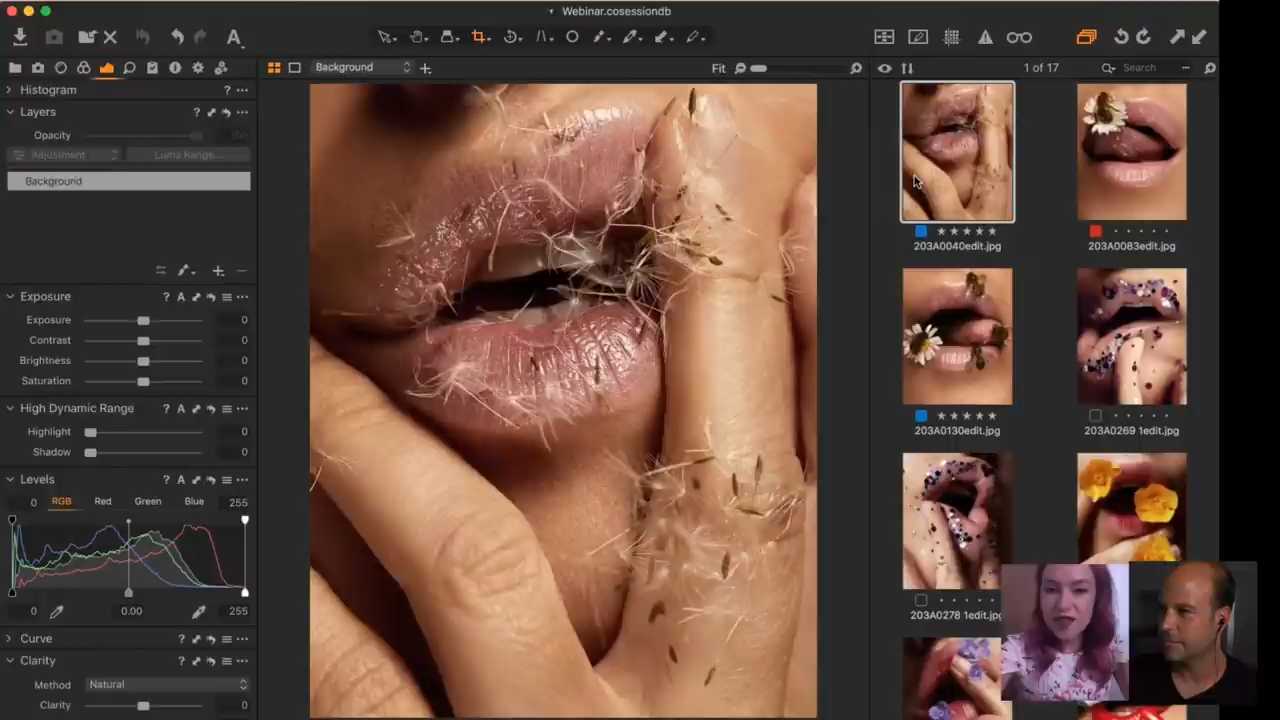 Webinar.cosessiondb
A
Background
Fit
1 of 17
Search
Histogram
?
Layers
?
Opacity
100
Adjustment
Luma Range...
Background
Exposure
? A
Exposure 0
Contrast 0
Brightness 0
Saturation 0
High Dynamic Range
? A
Highlight 0
Shadow 0
Levels
? A
0 RGB Red Green Blue 255
0 0.00 255
Curve
?
Clarity
?
Method Natural
Clarity 0
203A0040edit.jpg
203A0083edit.jpg
203A0130edit.jpg
203A0269 1edit.jpg
203A0278 1edit.jpg